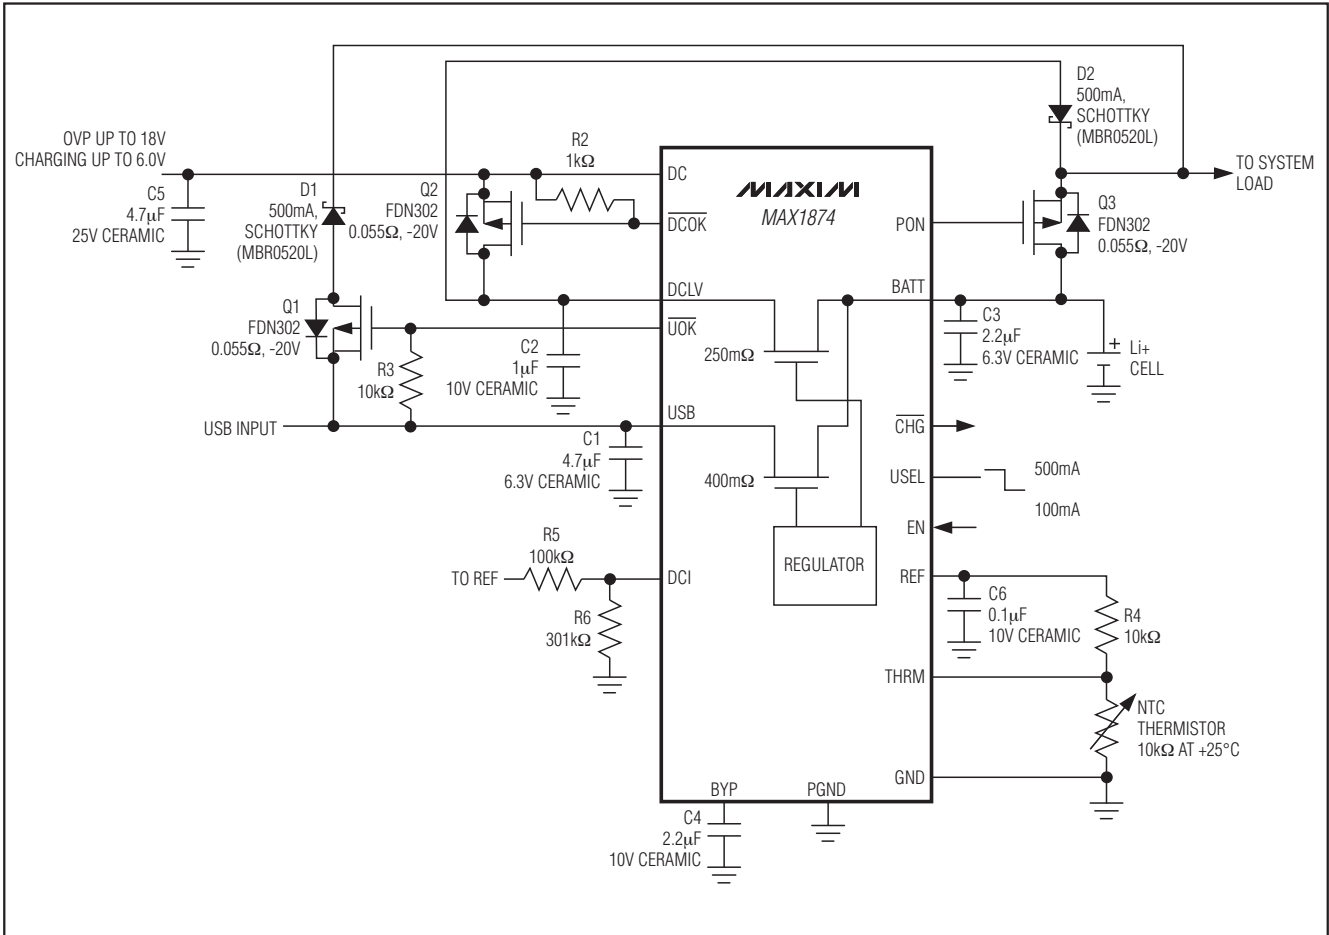 D2
500mA,
SCHOTTKY
(MBR0520L)
OVP UP TO 18V
CHARGING UP TO 6.0V
R2
1kΩ
DC
TO SYSTEM
LOAD
C5
4.7μF
25V CERAMIC
D1
500mA,
SCHOTTKY
(MBR0520L)
Q2
FDN302
0.055Ω, -20V
DCOK
MAXIM
MAX1874
PON
Q3
FDN302
0.055Ω, -20V
DCLV
BATT
Q1
FDN302
0.055Ω, -20V
UOK
C2
1μF
10V CERAMIC
250mΩ
C3
2.2μF
6.3V CERAMIC
+
Li+
CELL
R3
10kΩ
USB INPUT
USB
CHG
C1
4.7μF
6.3V CERAMIC
400mΩ
USEL
500mA
100mA
EN
R5
100kΩ
TO REF
DCI
REGULATOR
REF
R6
301kΩ
C6
0.1μF
10V CERAMIC
R4
10kΩ
THRM
NTC
THERMISTOR
10kΩ AT +25°C
GND
BYP
PGND
C4
2.2μF
10V CERAMIC